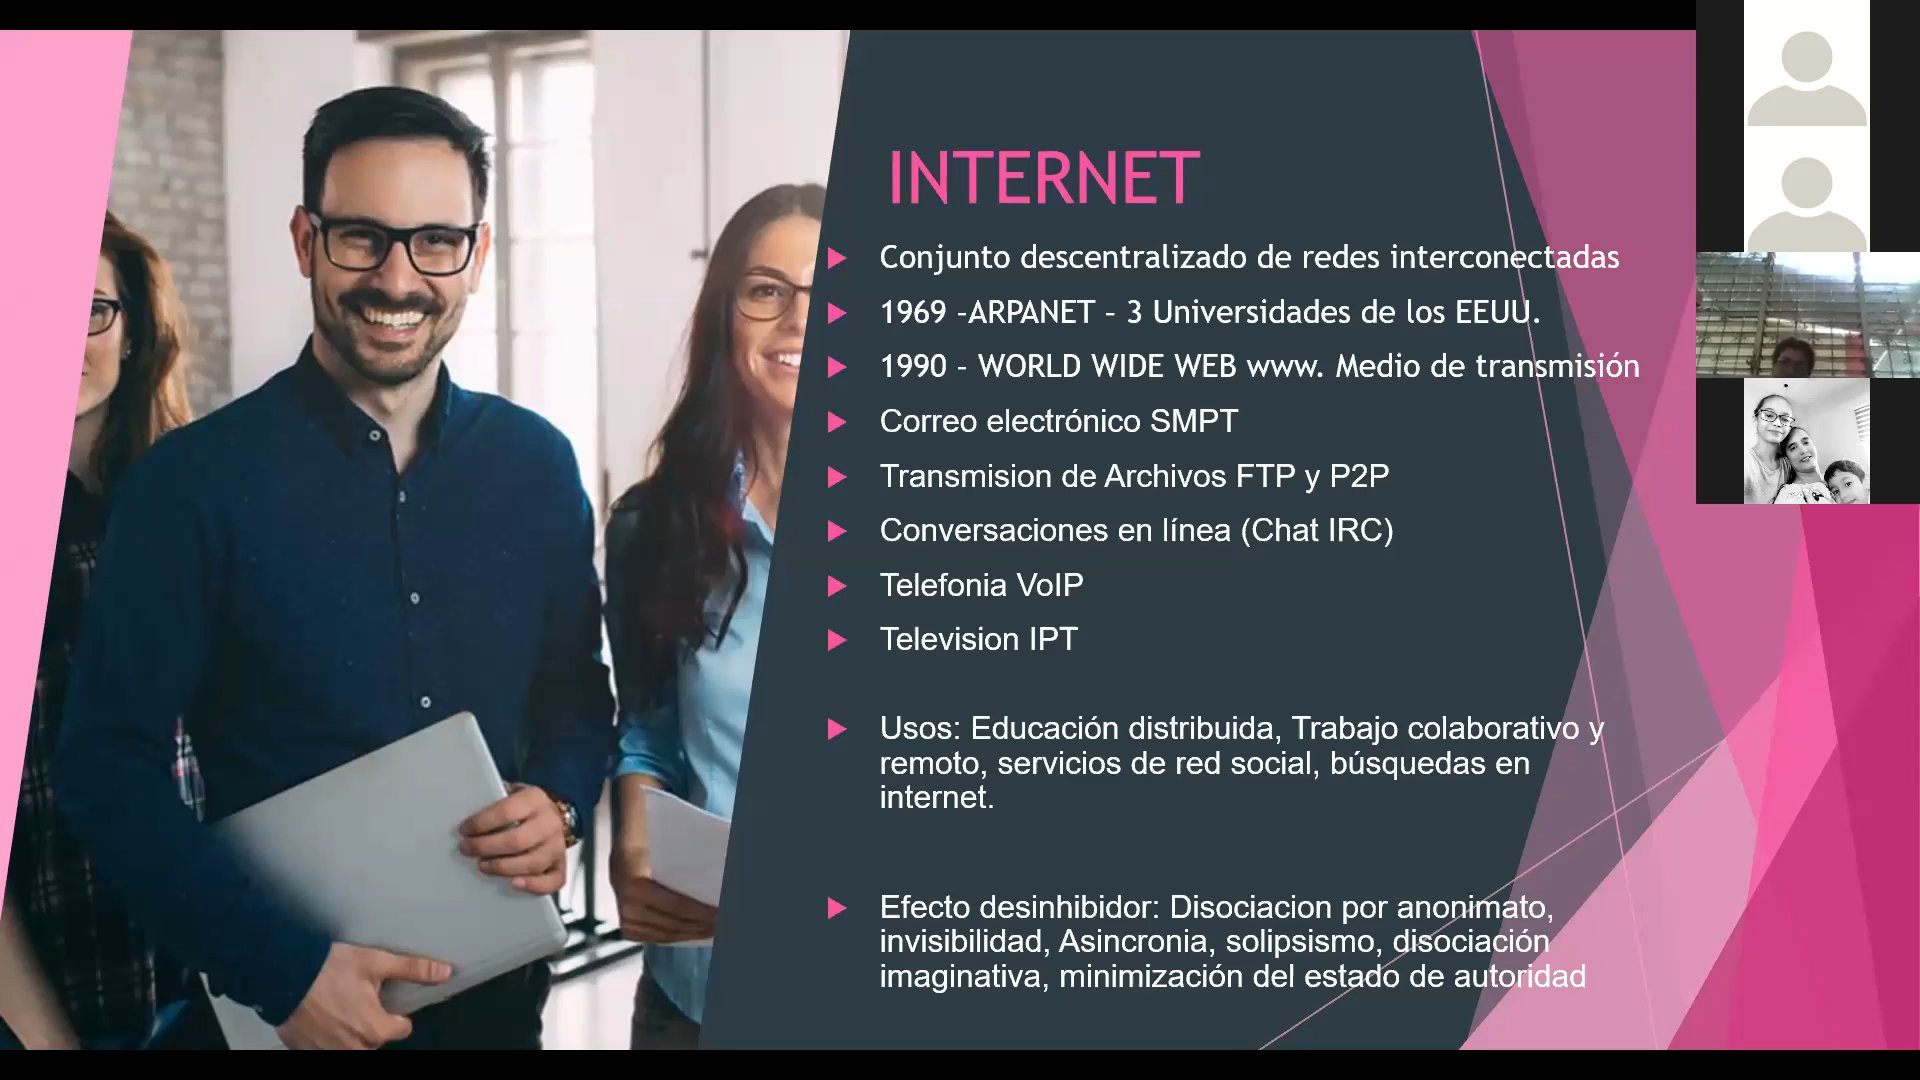 INTERNET
Conjunto descentralizado de redes interconectadas
1969 –ARPANET – 3 Universidades de los EEUU.
1990 – WORLD WIDE WEB www. Medio de transmisión
Correo electrónico SMPT
Transmision de Archivos FTP y P2P
Conversaciones en línea (Chat IRC)
Telefonia VoIP
Television IPT
Usos: Educación distribuida, Trabajo colaborativo y
remoto, servicios de red social, búsquedas en
internet.
Efecto desinhibidor: Disociacion por anonimato,
invisibilidad, Asincronia, solipsismo, disociación
imaginativa, minimización del estado de autoridad